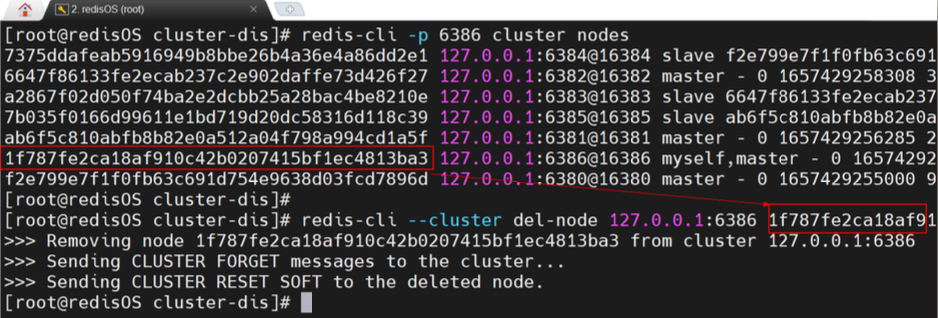 2. redisOS (root)
[root@redisOS cluster-dis]# redis-cli -p 6386 cluster nodes
7375ddafeab5916949b8bbe26b4a36e4a86dd2e1 127.0.0.1:6384@16384 slave f2e799e7f1f0fb63c691
6647f86133fe2ecab237c2e902daffe73d426f27 127.0.0.1:6382@16382 master - 0 1657429258308 3
a2867f02d050f74ba2e2dcbb25a28bac4be8210e 127.0.0.1:6383@16383 slave 6647f86133fe2ecab237
7b035f0166d99611e1bd719d20dc58316d118c39 127.0.0.1:6385@16385 slave ab6f5c810abfb8b82e0a
ab6f5c810abfb8b82e0a512a04f798a994cd1a5f 127.0.0.1:6381@16381 master - 0 1657429256285 2
1f787fe2ca18af910c42b0207415bf1ec4813ba3 127.0.0.1:6386@16386 myself,master - 0 16574292
f2e799e7f1f0fb63c691d754e9638d03fcd7896d 127.0.0.1:6380@16380 master - 0 1657429255000 9
[root@redisOS cluster-dis]#
[root@redisOS cluster-dis]# redis-cli --cluster del-node 127.0.0.1:6386 1f787fe2ca18af91
>>> Removing node 1f787fe2ca18af910c42b0207415bf1ec4813ba3 from cluster 127.0.0.1:6386
>>> Sending CLUSTER FORGET messages to the cluster...
>>> Sending CLUSTER RESET SOFT to the deleted node.
[root@redisOS cluster-dis]#